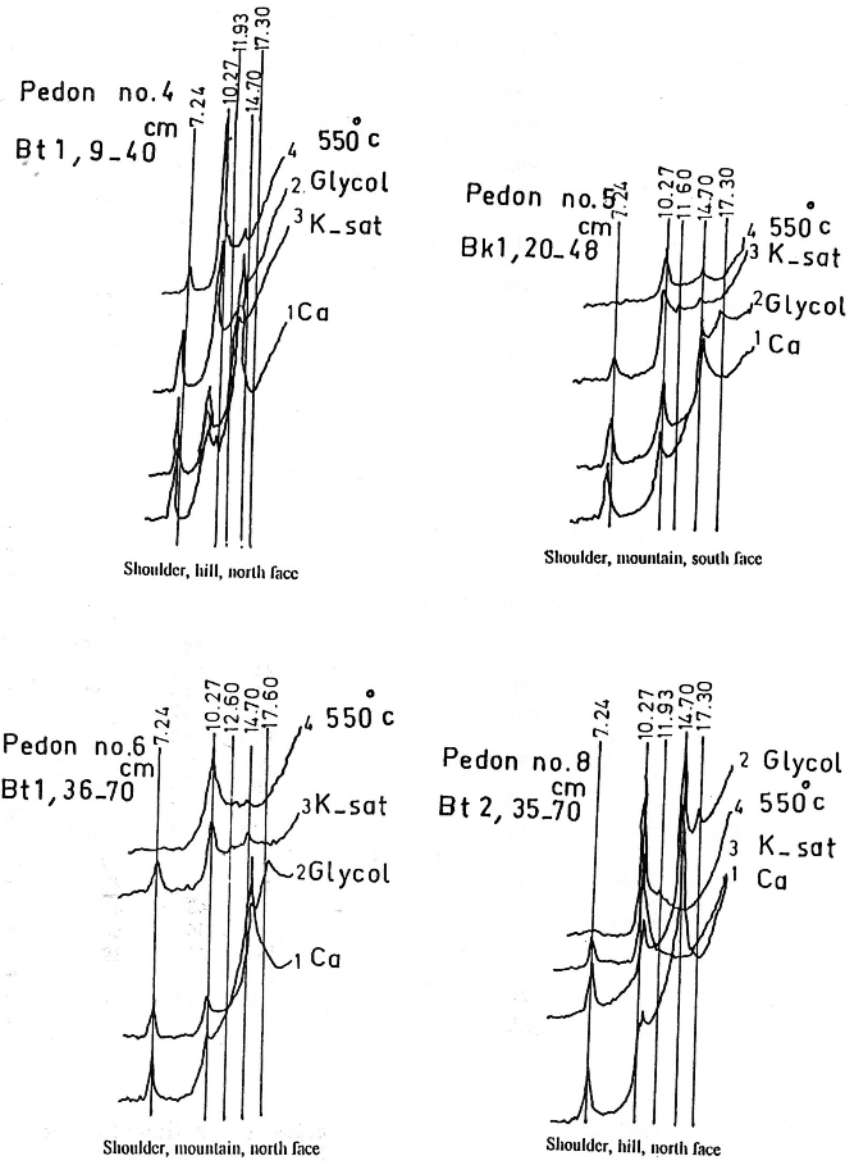 Pedon no.4
cm
Bt1, 9_40
7.24
10.27
11.93
14.70
17.30
4 550°c
2. Glycol
3 K_sat
1 Ca
Shoulder, hill, north face
Pedon no.5
cm
Bk1, 20_48
7.24
10.27
11.60
14.70
17.30
4 550°c
3 K_sat
2 Glycol
1 Ca
Shoulder, mountain, south face
Pedon no.6
cm
Bt1, 36_70
7.24
10.27
12.60
14.70
17.60
4 550°c
3 K_sat
2 Glycol
1 Ca
Shoulder, mountain, north face
Pedon no.8
cm
Bt 2, 35_70
7.24
10.27
11.93
14.70
17.30
2 Glycol
4 550°c
3 K_sat
1 Ca
Shoulder, hill, north face